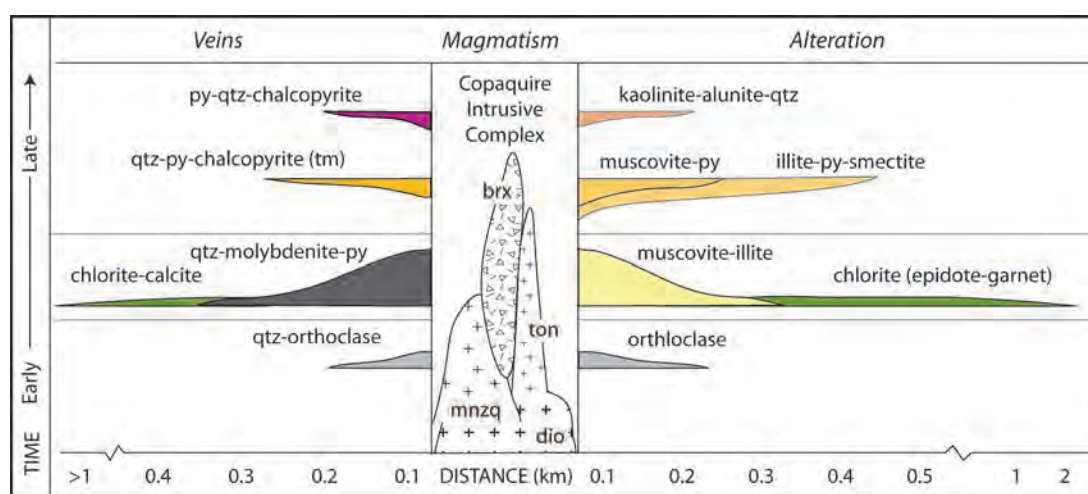 Veins Magmatism Alteration
Copaquire
Intrusive
Complex
py-qtz-chalcopyrite kaolinite-alunite-qtz
qtz-py-chalcopyrite (tm) muscovite-py illite-py-smectite
brx
qtz-molybdenite-py muscovite-illite
chlorite-calcite chlorite (epidote-garnet)
qtz-orthoclase ton orthloclase
mnzq
dio
TIME Early Late
>1 0.4 0.3 0.2 0.1 DISTANCE (km) 0.1 0.2 0.3 0.4 0.5 1 2